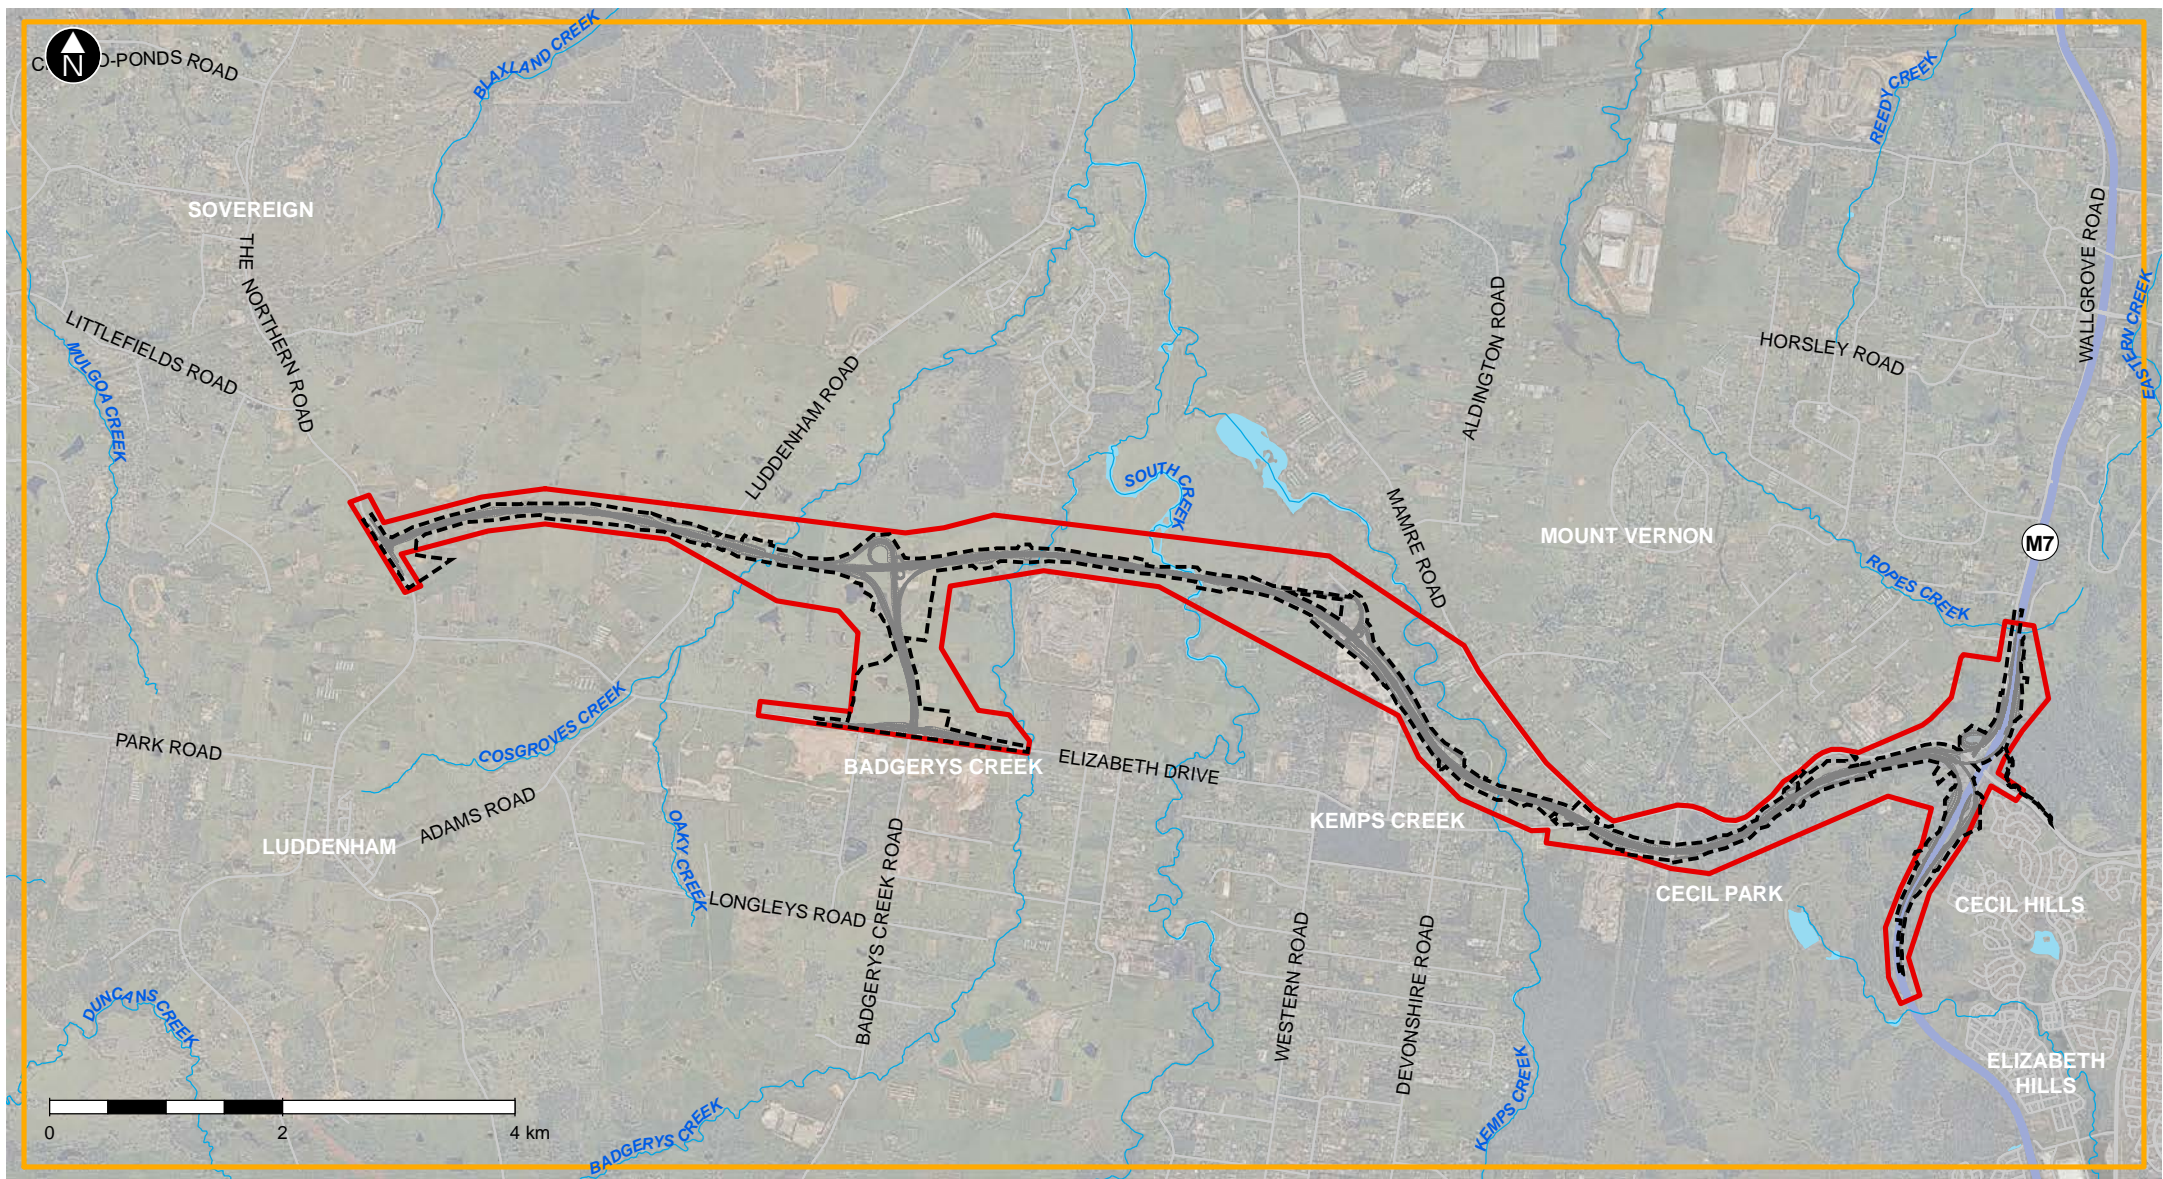 N
D-PONDS ROAD
BLAXLAND CREEK
REEDY CREEK
SOVEREIGN
THE NORTHERN ROAD
WALLGROVE ROAD
EASTERN CREEK
LITTLEFIELDS ROAD
MULGOA CREEK
LUDDENHAM ROAD
ALDINGTON ROAD
HORSLEY ROAD
SOUTH CREEK
MAMRE ROAD
MOUNT VERNON
M7
ROPES CREEK
COSGROVES CREEK
PARK ROAD
BADGERYS CREEK
ELIZABETH DRIVE
ADAMS ROAD
LUDDENHAM
OAKY CREEK
KEMPS CREEK
LONGLEYS ROAD
BADGERYS CREEK ROAD
CECIL PARK
CECIL HILLS
WESTERN ROAD
DEVONSHIRE ROAD
DUNCANS CREEK
ELIZABETH
HILLS
KEMPS CREEK
BADGERYS CREEK
0 2 4 km